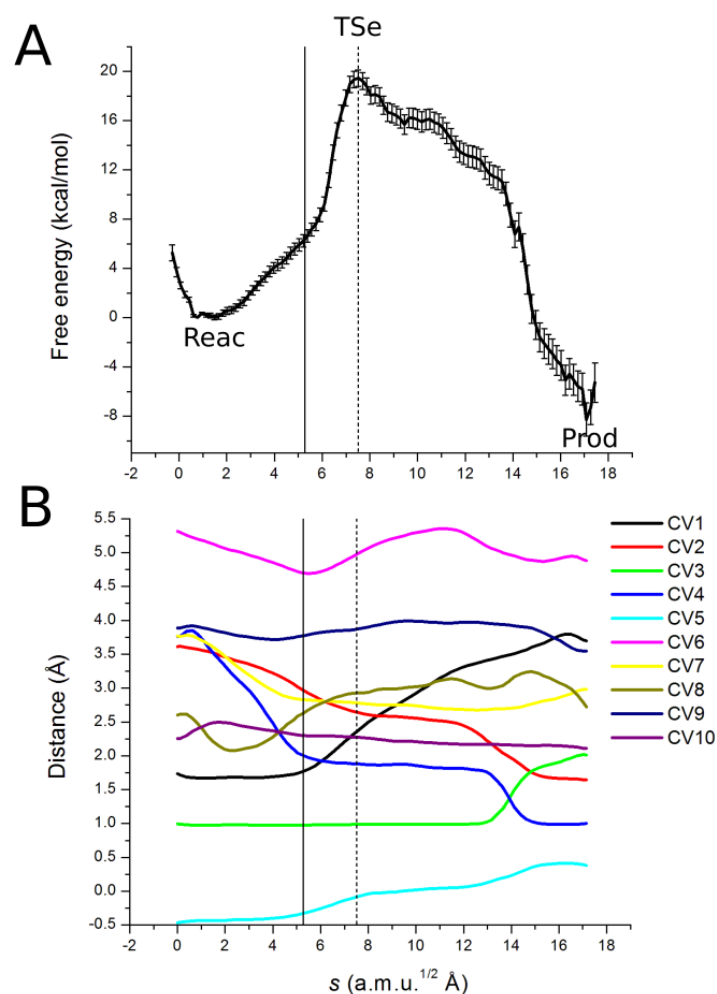 A
TSe
Free energy (kcal/mol)
20
16
12
8
4
0
-4
-8
Reac
Prod
-2 0 2 4 6 8 10 12 14 16 18
B
Distance (Å)
5.5
5.0
4.5
4.0
3.5
3.0
2.5
2.0
1.5
1.0
0.5
0.0
-0.5
CV1
CV2
CV3
CV4
CV5
CV6
CV7
CV8
CV9
CV10
-2 0 2 4 6 8 10 12 14 16 18
s (a.m.u.1/2 Å)